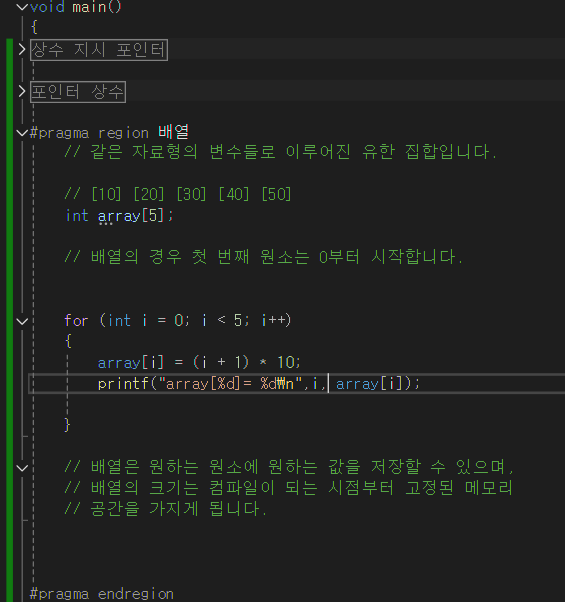 void main()
{
상수 지시 포인터
포인터 상수
#pragma region 배열
// 같은 자료형의 변수들로 이루어진 유한 집합입니다.
// [10] [20] [30] [40] [50]
int array[5];
// 배열의 경우 첫 번째 원소는 0부터 시작합니다.
for (int i = 0; i < 5; i++)
{
array[i] = (i + 1) * 10;
printf("array[%d]= %d₩n",i, array[i]);
}
// 배열은 원하는 원소에 원하는 값을 저장할 수 있으며,
// 배열의 크기는 컴파일이 되는 시점부터 고정된 메모리
// 공간을 가지게 됩니다.
#pragma endregion